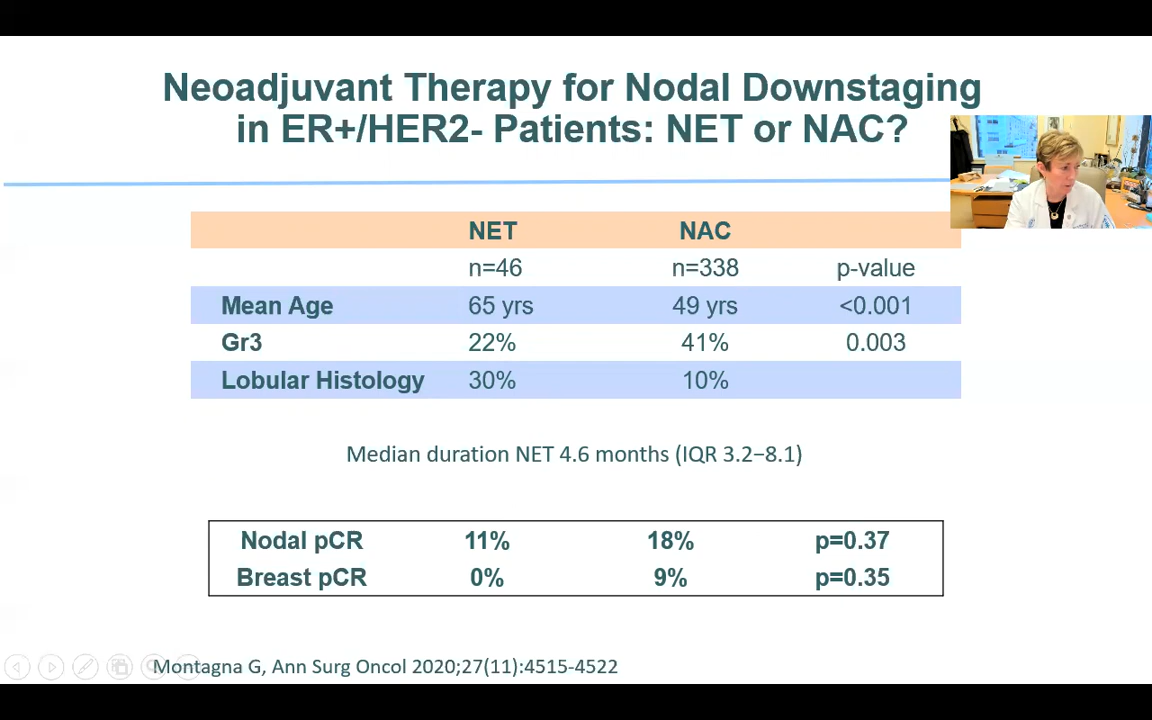 Neoadjuvant Therapy for Nodal Downstaging
in ER+/HER2- Patients: NET or NAC?
NET NAC
n=46 n=338 p-value
Mean Age 65 yrs 49 yrs <0.001
Gr3 22% 41% 0.003
Lobular Histology 30% 10%
Median duration NET 4.6 months (IQR 3.2–8.1)
Nodal pCR 11% 18% p=0.37
Breast pCR 0% 9% p=0.35
Montagna G, Ann Surg Oncol 2020;27(11):4515-4522